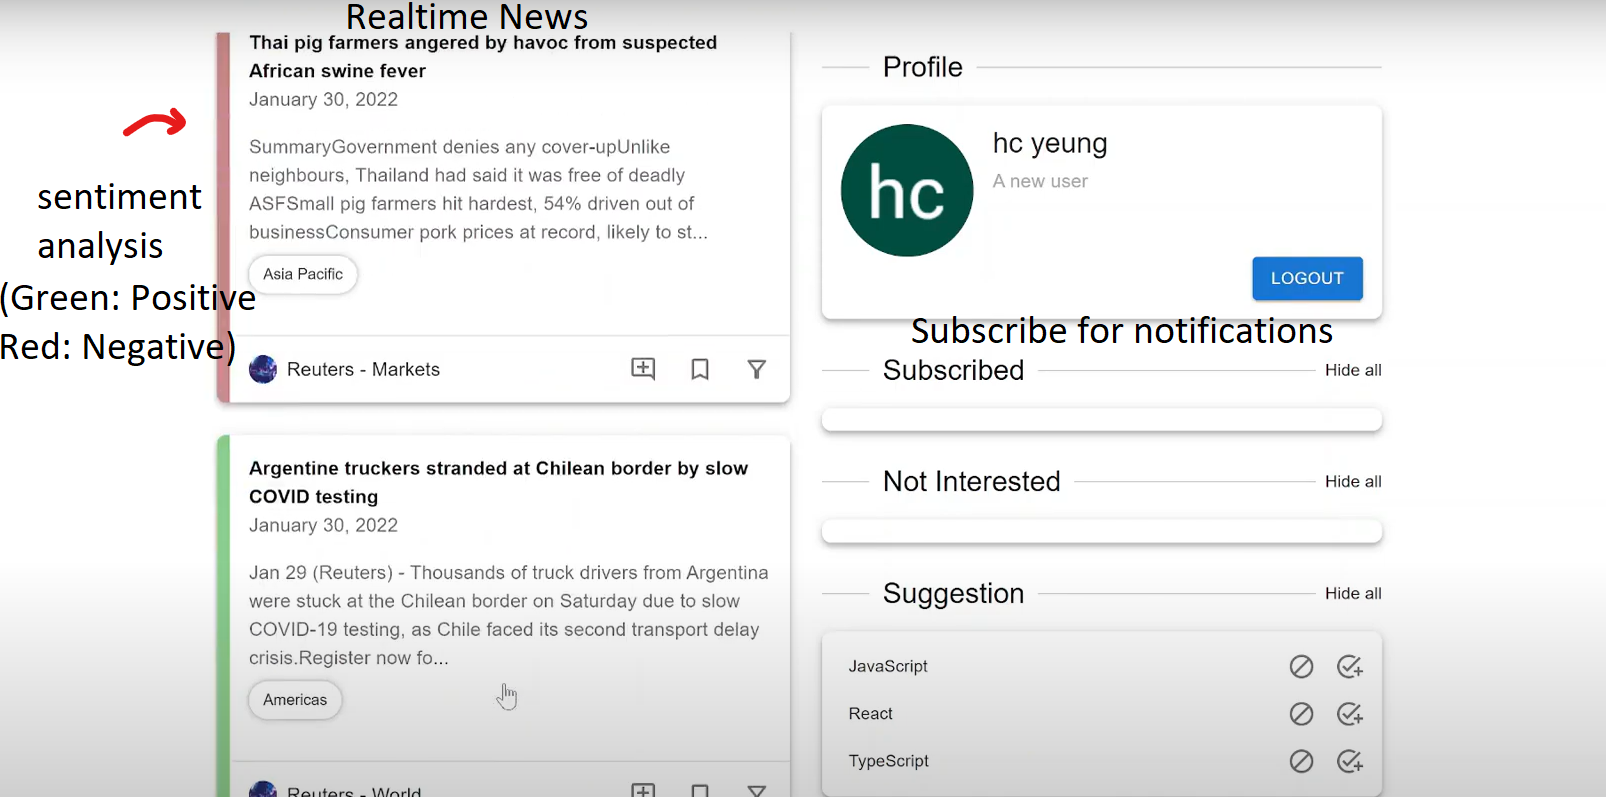 Realtime News
Thai pig farmers angered by havoc from suspected
African swine fever
January 30, 2022
SummaryGovernment denies any cover-upUnlike
neighbours, Thailand had said it was free of deadly
ASFSmall pig farmers hit hardest, 54% driven out of
businessConsumer pork prices at record, likely to st...
Asia Pacific
Reuters - Markets
sentiment
analysis
(Green: Positive
Red: Negative)
Argentine truckers stranded at Chilean border by slow
COVID testing
January 30, 2022
Jan 29 (Reuters) - Thousands of truck drivers from Argentina
were stuck at the Chilean border on Saturday due to slow
COVID-19 testing, as Chile faced its second transport delay
crisis.Register now fo...
Americas
Reuters - World
Profile
hc
hc yeung
A new user
LOGOUT
Subscribe for notifications
Subscribed Hide all
Not Interested Hide all
Suggestion Hide all
JavaScript
React
TypeScript